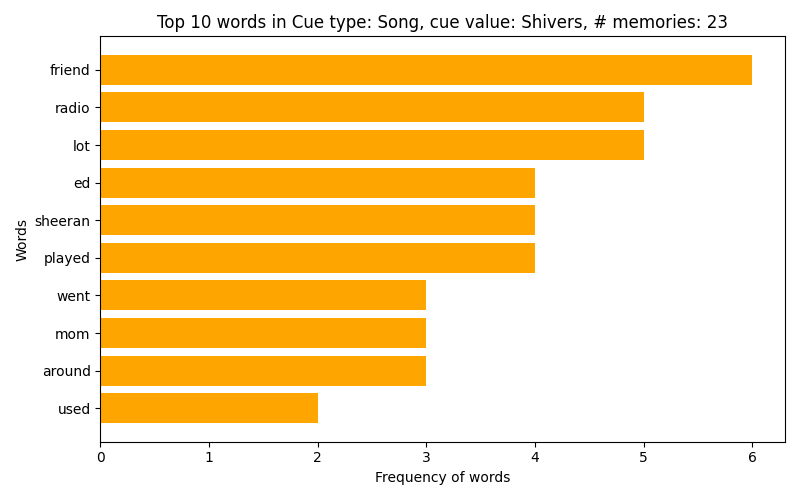 Top 10 words in Cue type: Song, cue value: Shivers, # memories: 23
Words
friend
radio
lot
ed
sheeran
played
went
mom
around
used
0 1 2 3 4 5 6
Frequency of words